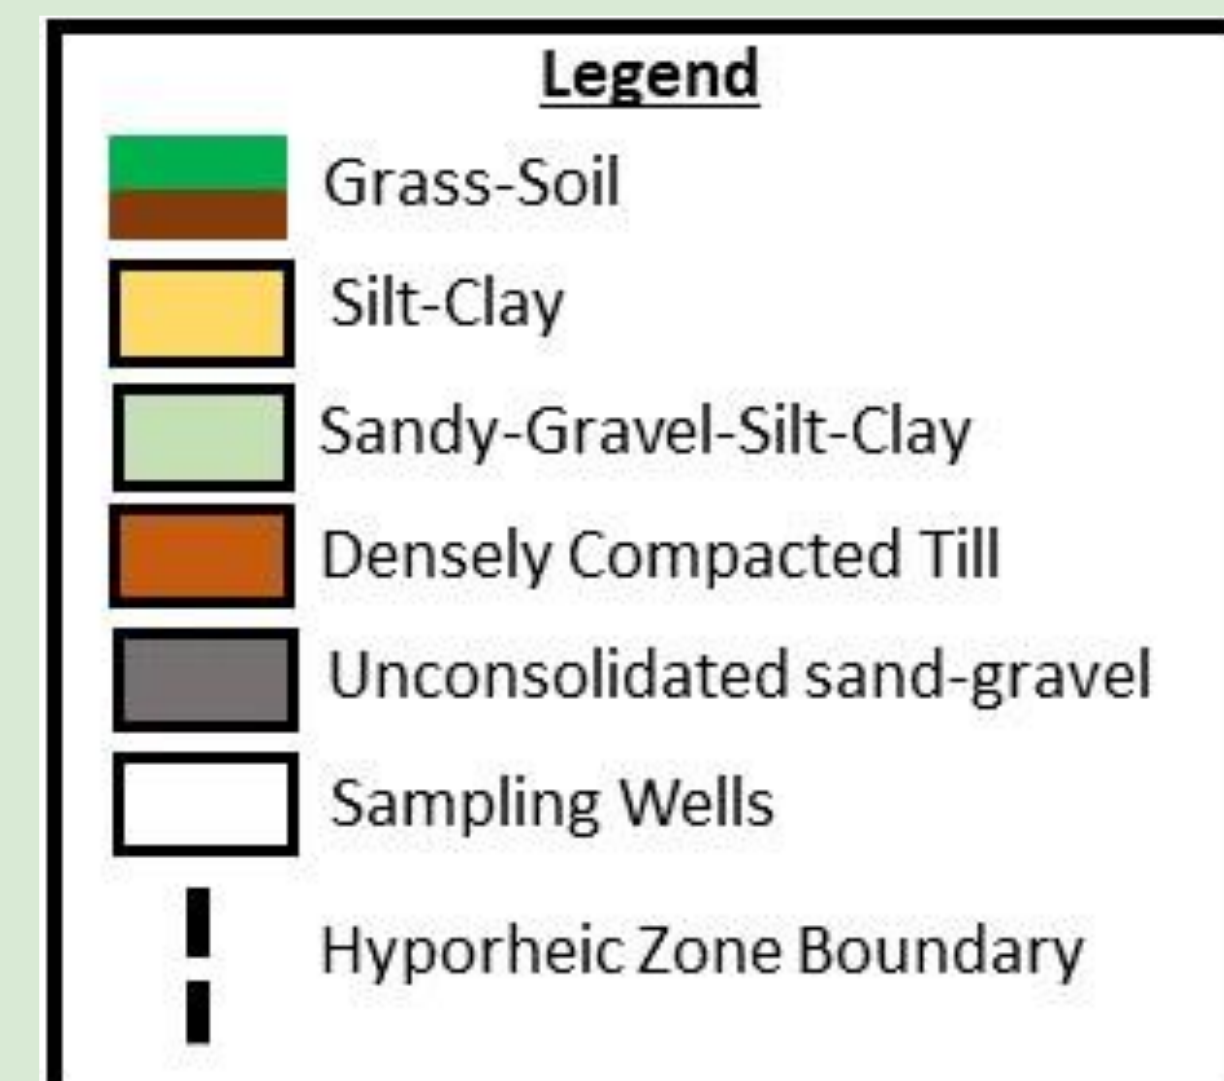 Legend
Grass-Soil
Silt-Clay
Sandy-Gravel-Silt-Clay
Densely Compacted Till
Unconsolidated sand-gravel
Sampling Wells
Hyporheic Zone Boundary